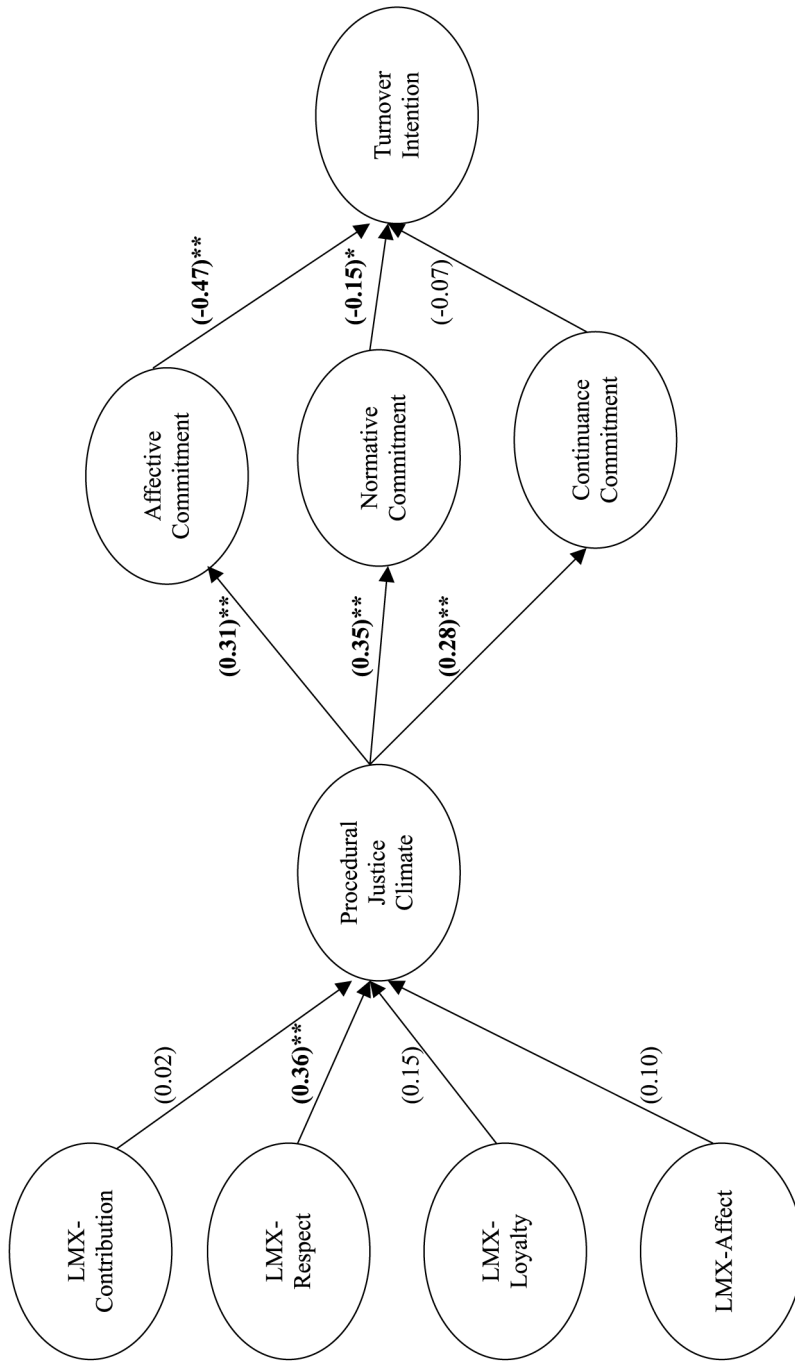 LMX-
Contribution
LMX-
Respect
LMX-
Loyalty
LMX-Affect
(0.02)
(0.36)**
(0.15)
(0.10)
Procedural
Justice
Climate
(0.31)**
(0.35)**
(0.28)**
Affective
Commitment
Normative
Commitment
Continuance
Commitment
(-0.47)**
(-0.15)*
(-0.07)
Turnover
Intention